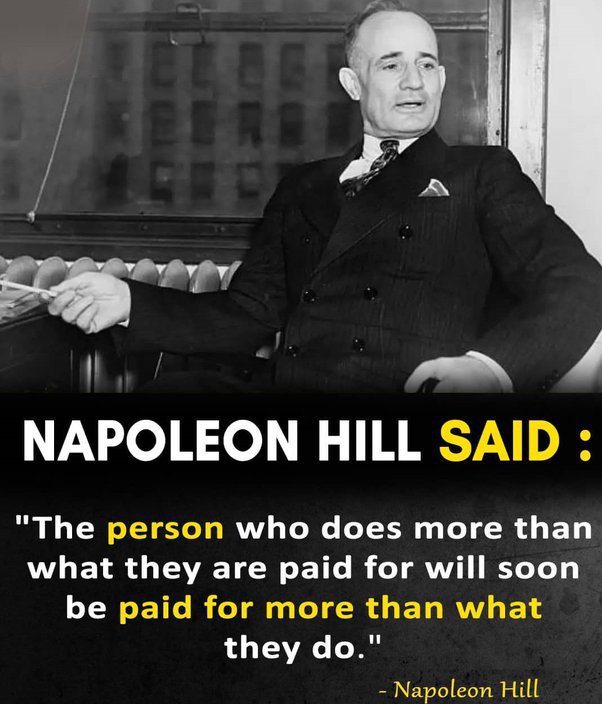 NAPOLEON HILL SAID :
"The person who does more than
what they are paid for will soon
be paid for more than what
they do."
- Napoleon Hill